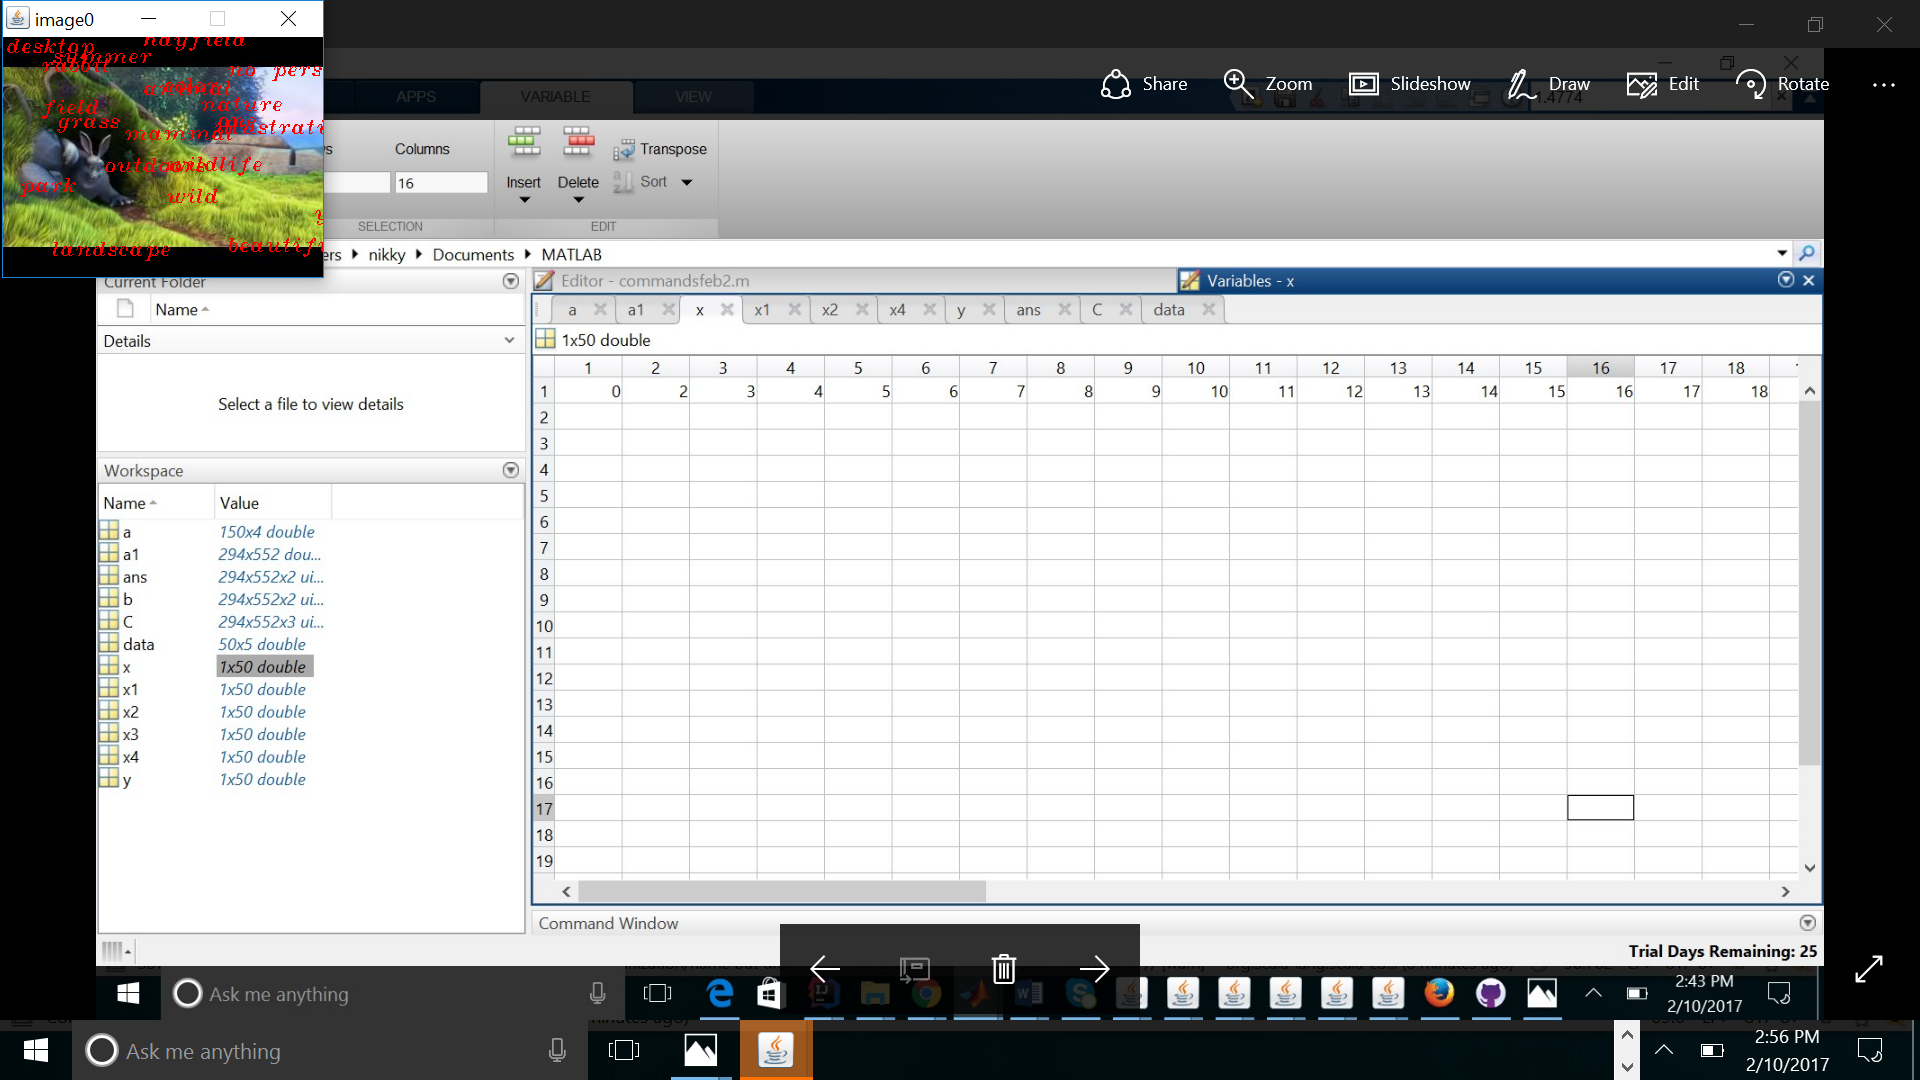 image0
desktop
hayfield
summer
rabbit
no pers
animal
nature
field
grass
mammal
outdoors
wildlife
park
wild
y
landscape
beautifu
Share
Zoom
Slideshow
Draw
Edit
Rotate
APPS
VARIABLE
VIEW
1.4774
Columns
16
Insert
Delete
Transpose
Sort
SELECTION
EDIT
ers
nikky
Documents
MATLAB
Current Folder
Name
Details
Select a file to view details
Editor - commandsfeb2.m
Variables - x
a a1 x x1 x2 x4 y ans C data
1x50 double
1 2 3 4 5 6 7 8 9 10 11 12 13 14 15 16 17 18
1 0 2 3 4 5 6 7 8 9 10 11 12 13 14 15 16 17 18
2
3
4
5
6
7
8
9
10
11
12
13
14
15
16
17
18
19
Workspace
Name Value
a 150x4 double
a1 294x552 dou...
ans 294x552x2 ui...
b 294x552x2 ui...
C 294x552x3 ui...
data 50x5 double
x 1x50 double
x1 1x50 double
x2 1x50 double
x3 1x50 double
x4 1x50 double
y 1x50 double
Command Window
Trial Days Remaining: 25
Ask me anything
2:43 PM
2/10/2017
Ask me anything
2:56 PM
2/10/2017